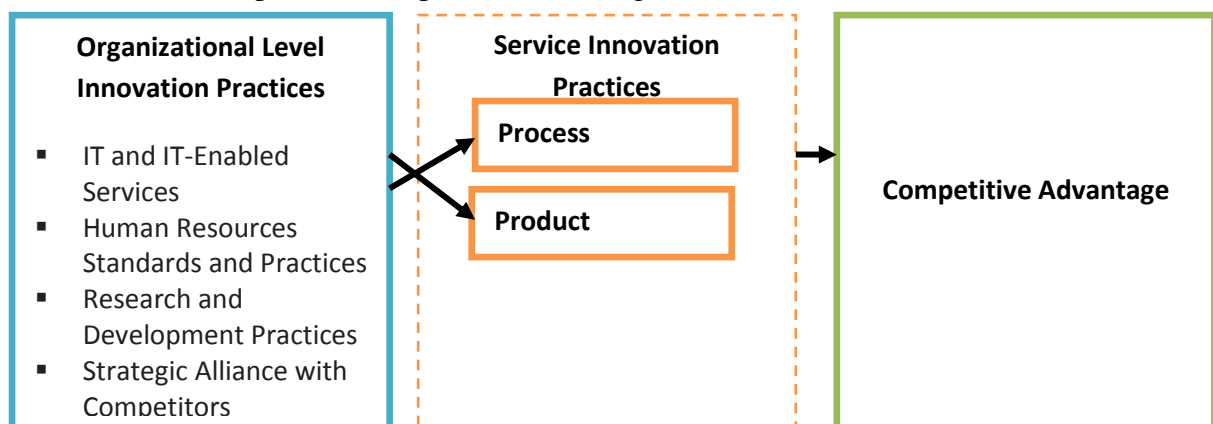 Organizational Level
Innovation Practices
▪ IT and IT-Enabled
Services
▪ Human Resources
Standards and Practices
▪ Research and
Development Practices
▪ Strategic Alliance with
Competitors
Service Innovation
Practices
Process
Product
Competitive Advantage